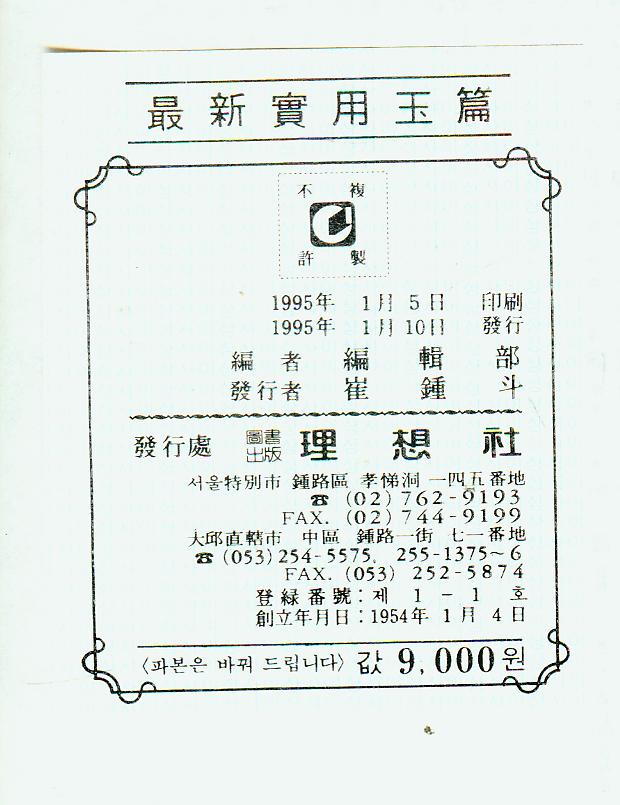 最新實用玉篇
不複
許製
1995年 1月 5日 印刷
1995年 1月 10日 發行
編者 編輯部
發行者 崔鍾斗
發行處 圖書出版 理想社
서울特別市 鍾路區 孝悌洞 一四五番地
☎ (02) 762-9193
FAX. (02) 744-9199
大邱直轄市 中區 鍾路一街 七一番地
☎ (053) 254-5575, 255-1375~6
FAX. (053) 252-5874
登録番號 : 제 1 - 1 호
創立年月日 : 1954年 1月 4日
〈파본은 바꿔 드립니다〉 값 9,000원